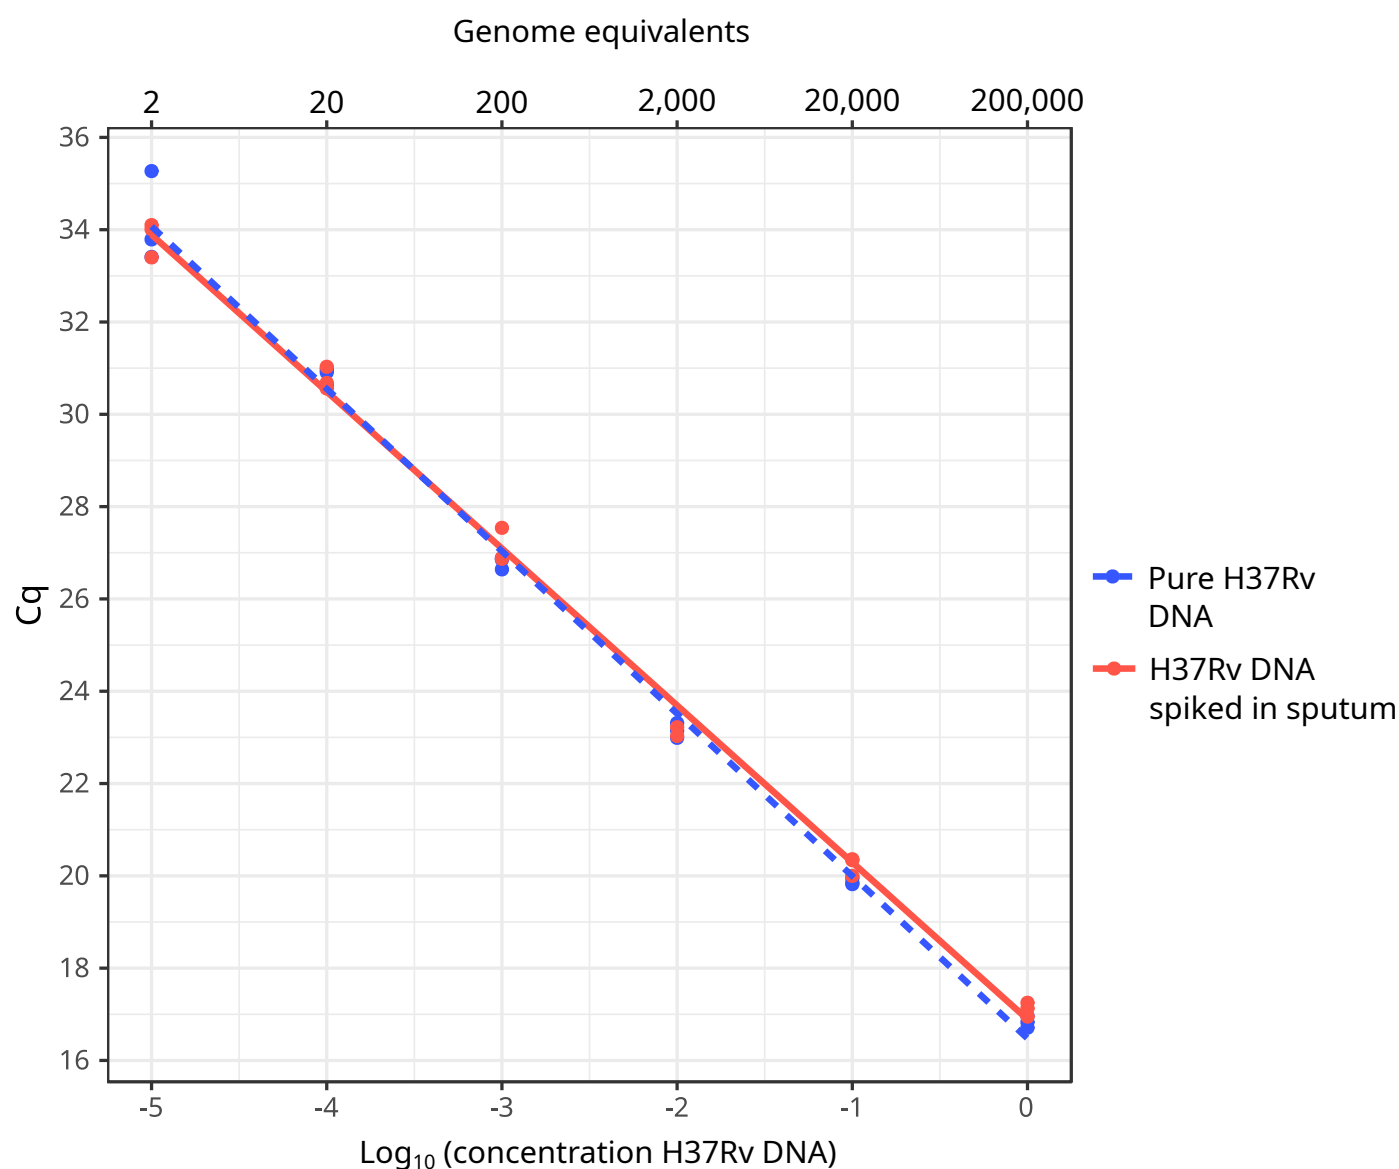 Genome equivalents
2 20 200 2,000 20,000 200,000
36
34
32
30
28
26
24
22
20
18
16
Cq
Pure H37Rv
DNA
H37Rv DNA
spiked in sputum
-5 -4 -3 -2 -1 0
Log₁₀ (concentration H37Rv DNA)